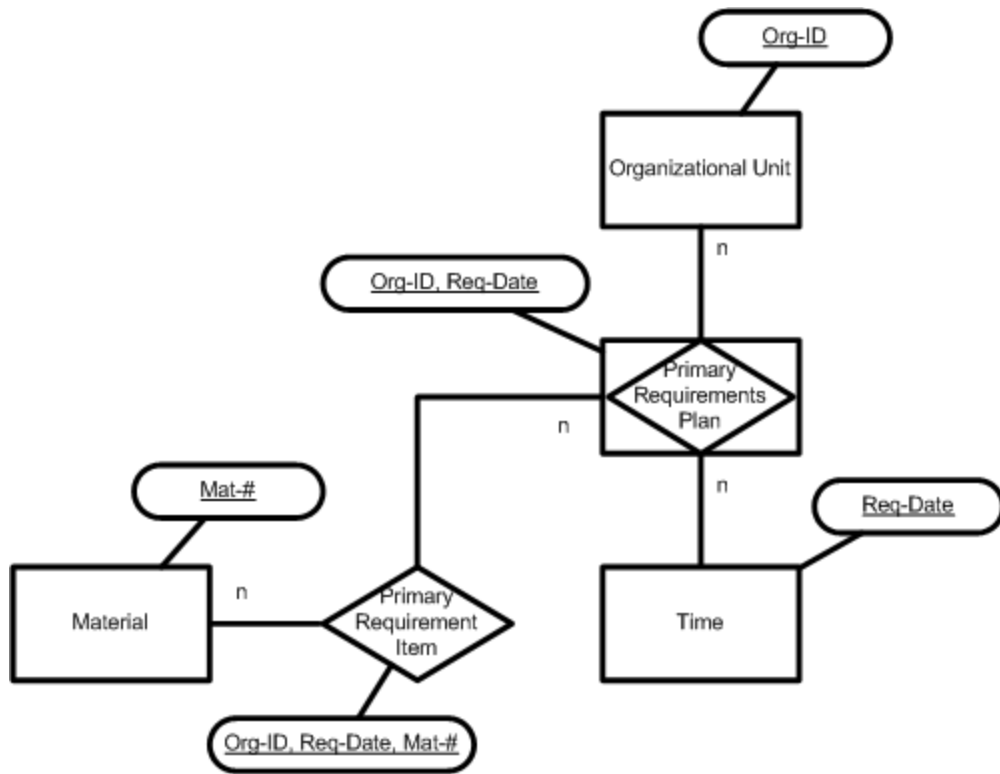 Org-ID
Organizational Unit
n
Org-ID, Req-Date
Primary
Requirements
Plan
n
n
Mat-#
Req-Date
n
Material
Primary
Requirement
Item
Time
Org-ID, Req-Date, Mat-#